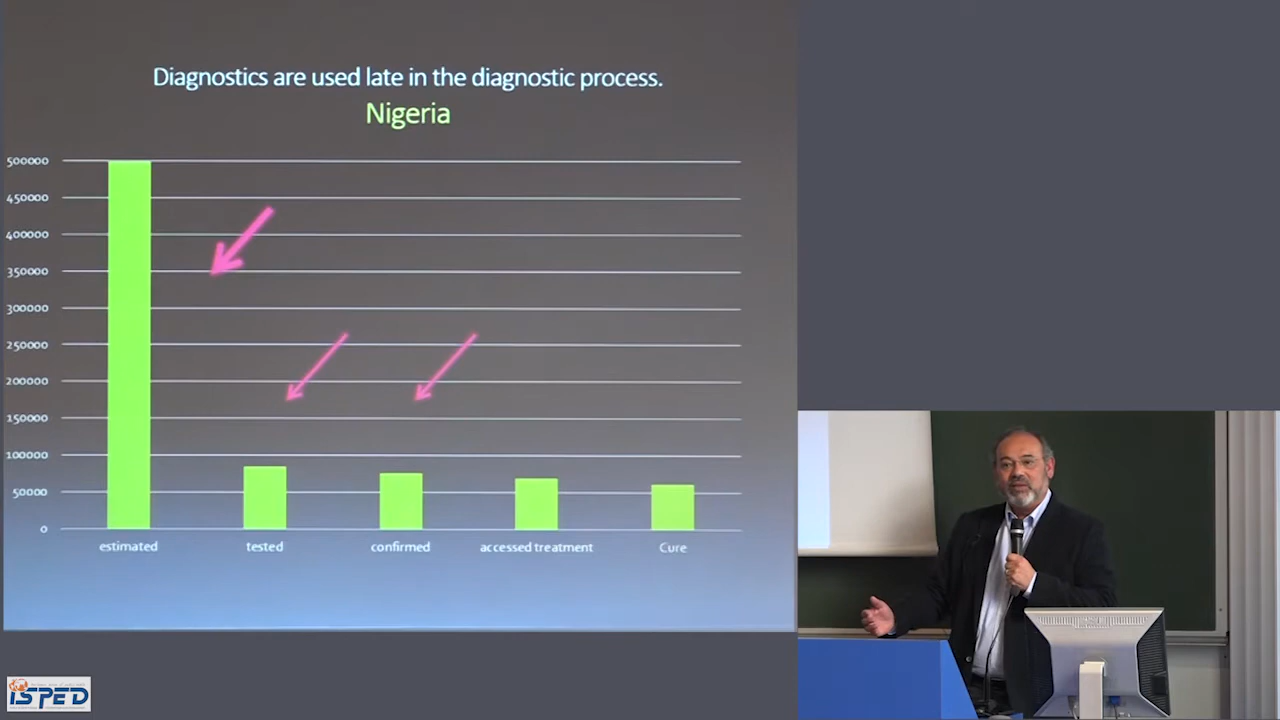 Diagnostics are used late in the diagnostic process.
Nigeria
500000
450000
400000
350000
300000
250000
200000
150000
100000
50000
0
estimated
tested
confirmed
accessed treatment
Cure
ISPED